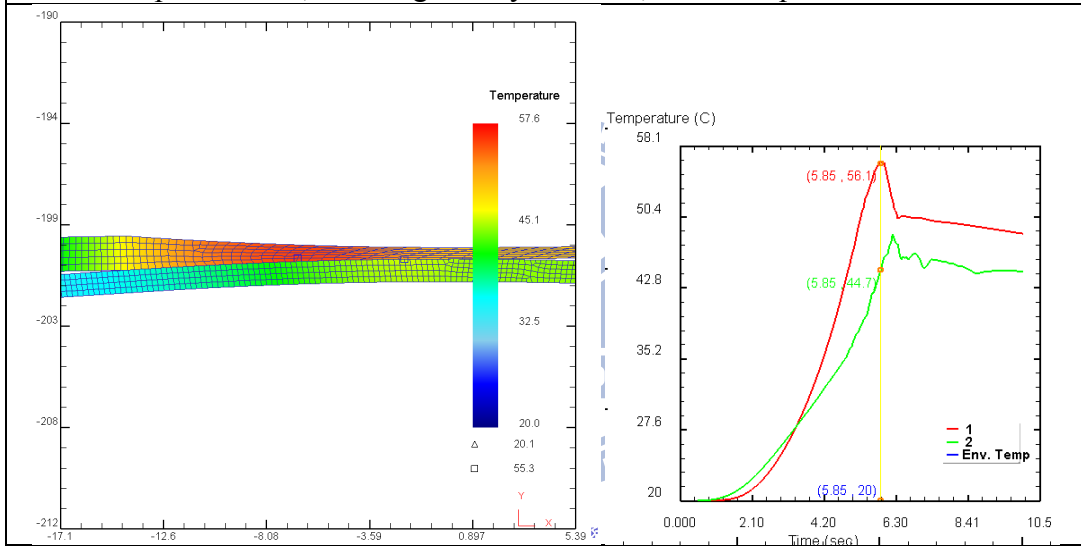 -190
-194
-199
-203
-208
-212
-17.1 -12.6 -8.08 -3.59 0.897 5.39
Temperature
57.6
45.1
32.5
20.0
20.1
55.3
Y
X
Temperature (C)
58.1
50.4
42.8
35.2
27.6
20
(5.85 , 56.1)
(5.85 , 44.7)
(5.85 , 20)
1
2
Env. Temp
0.000 2.10 4.20 6.30 8.41 10.5
Time (sec)